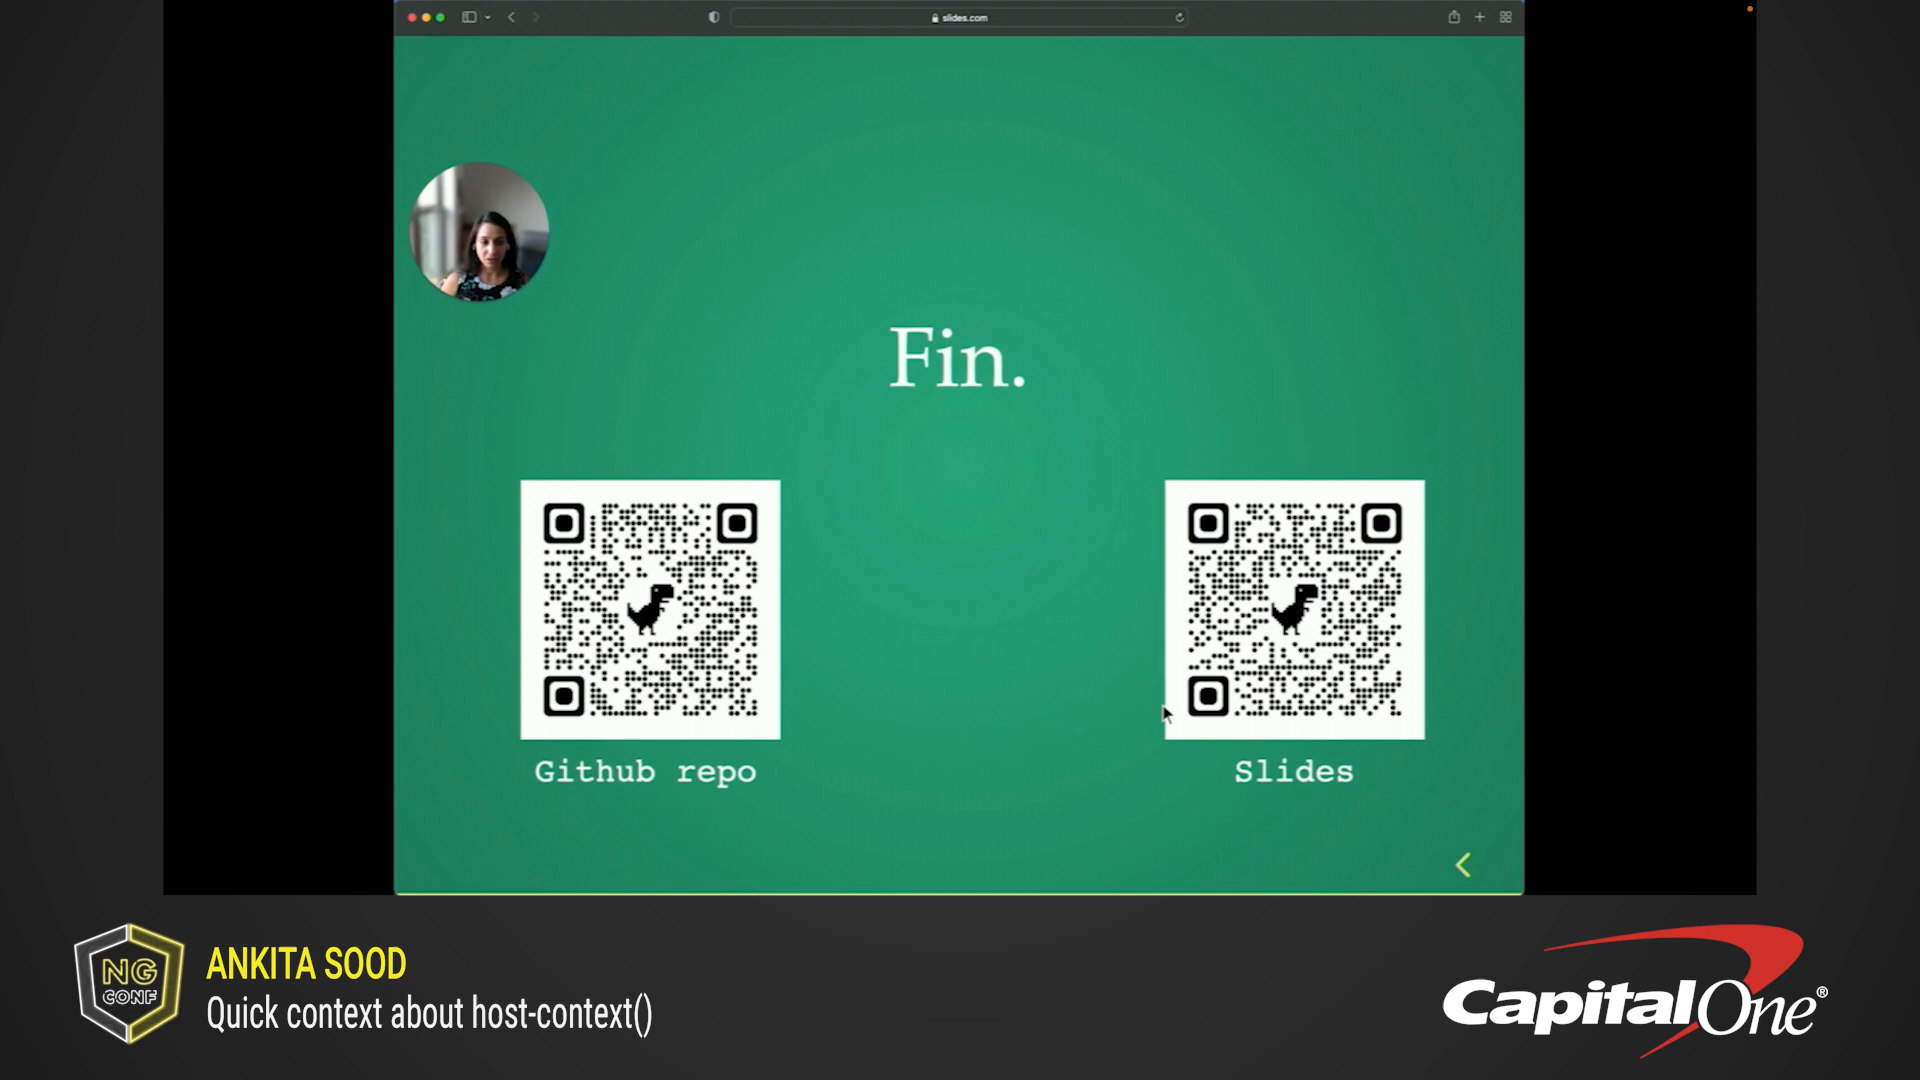 slides.com
Fin.
Github repo
Slides
NG
CONF
ANKITA SOOD
Quick context about host-context()
CapitalOne®